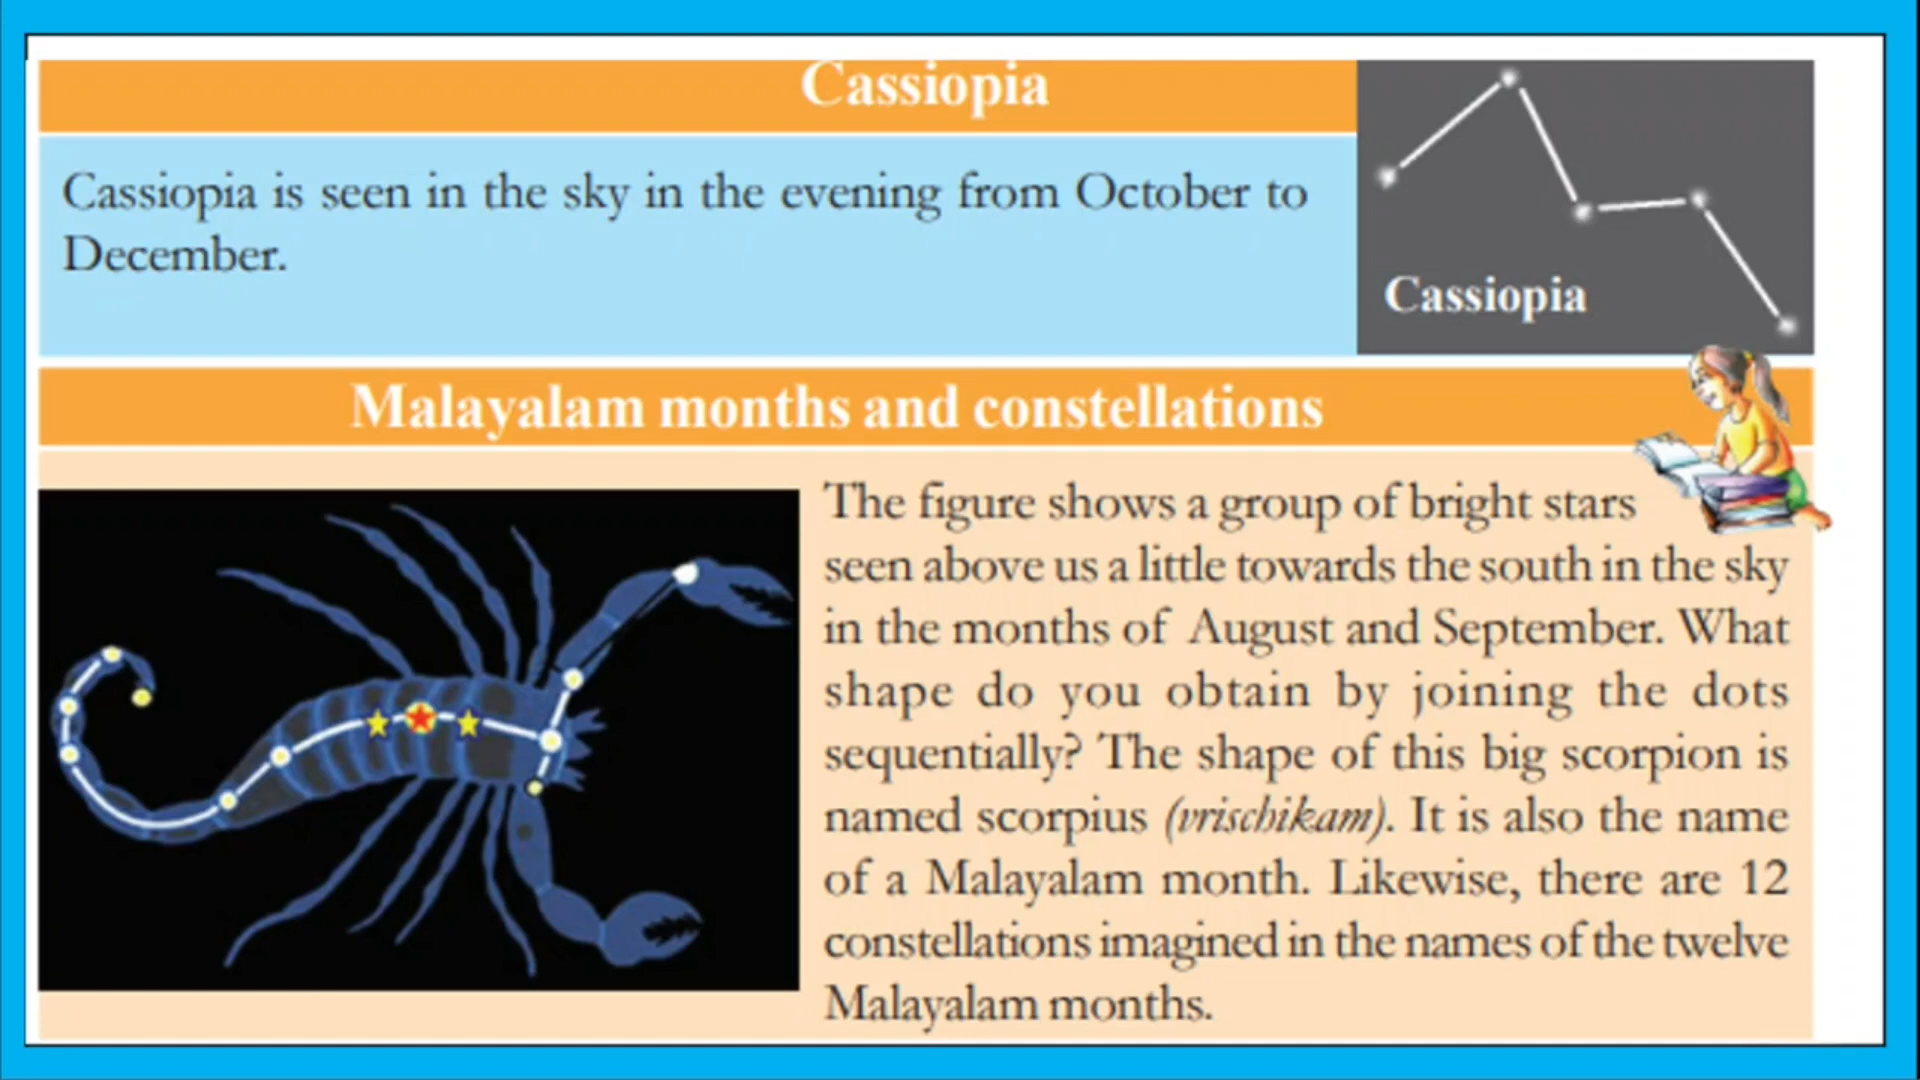 Cassiopia
Cassiopia is seen in the sky in the evening from October to
December.
Cassiopia
Malayalam months and constellations
The figure shows a group of bright stars
seen above us a little towards the south in the sky
in the months of August and September. What
shape do you obtain by joining the dots
sequentially? The shape of this big scorpion is
named scorpius (vrischikam). It is also the name
of a Malayalam month. Likewise, there are 12
constellations imagined in the names of the twelve
Malayalam months.